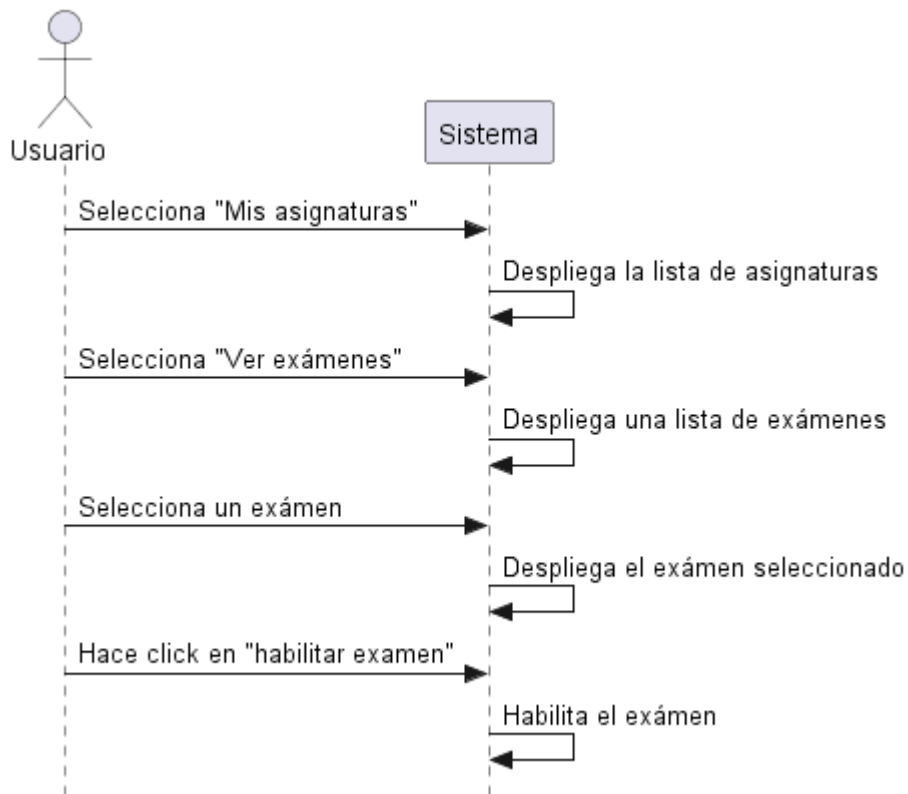 Usuario
Sistema
Selecciona "Mis asignaturas"
Despliega la lista de asignaturas
Selecciona "Ver exámenes"
Despliega una lista de exámenes
Selecciona un exámen
Despliega el exámen seleccionado
Hace click en "habilitar examen"
Habilita el exámen